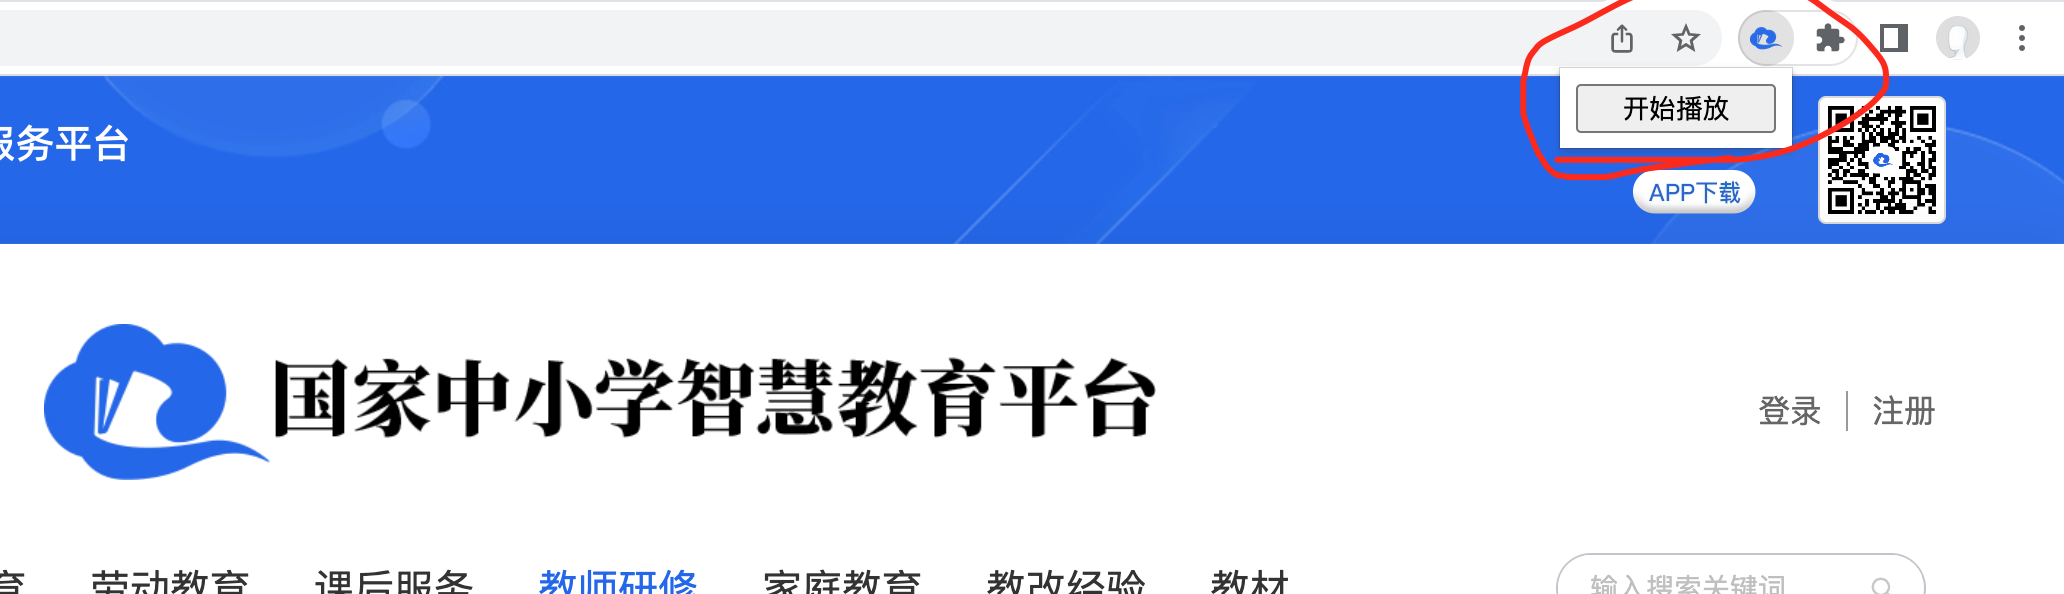 开始播放
服务平台
APP下载
国家中小学智慧教育平台
登录 注册
育 劳动教育 课后服务 教师研修 家庭教育 教改经验 教材
输入搜索关键词